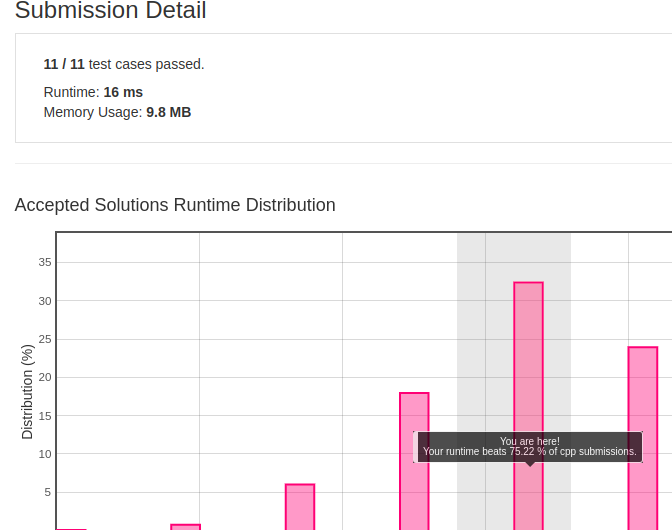 Submission Detail
11 / 11 test cases passed.
Runtime: 16 ms
Memory Usage: 9.8 MB
Accepted Solutions Runtime Distribution
Distribution (%)
35
30
25
20
15
10
5
You are here!
Your runtime beats 75.22 % of cpp submissions.